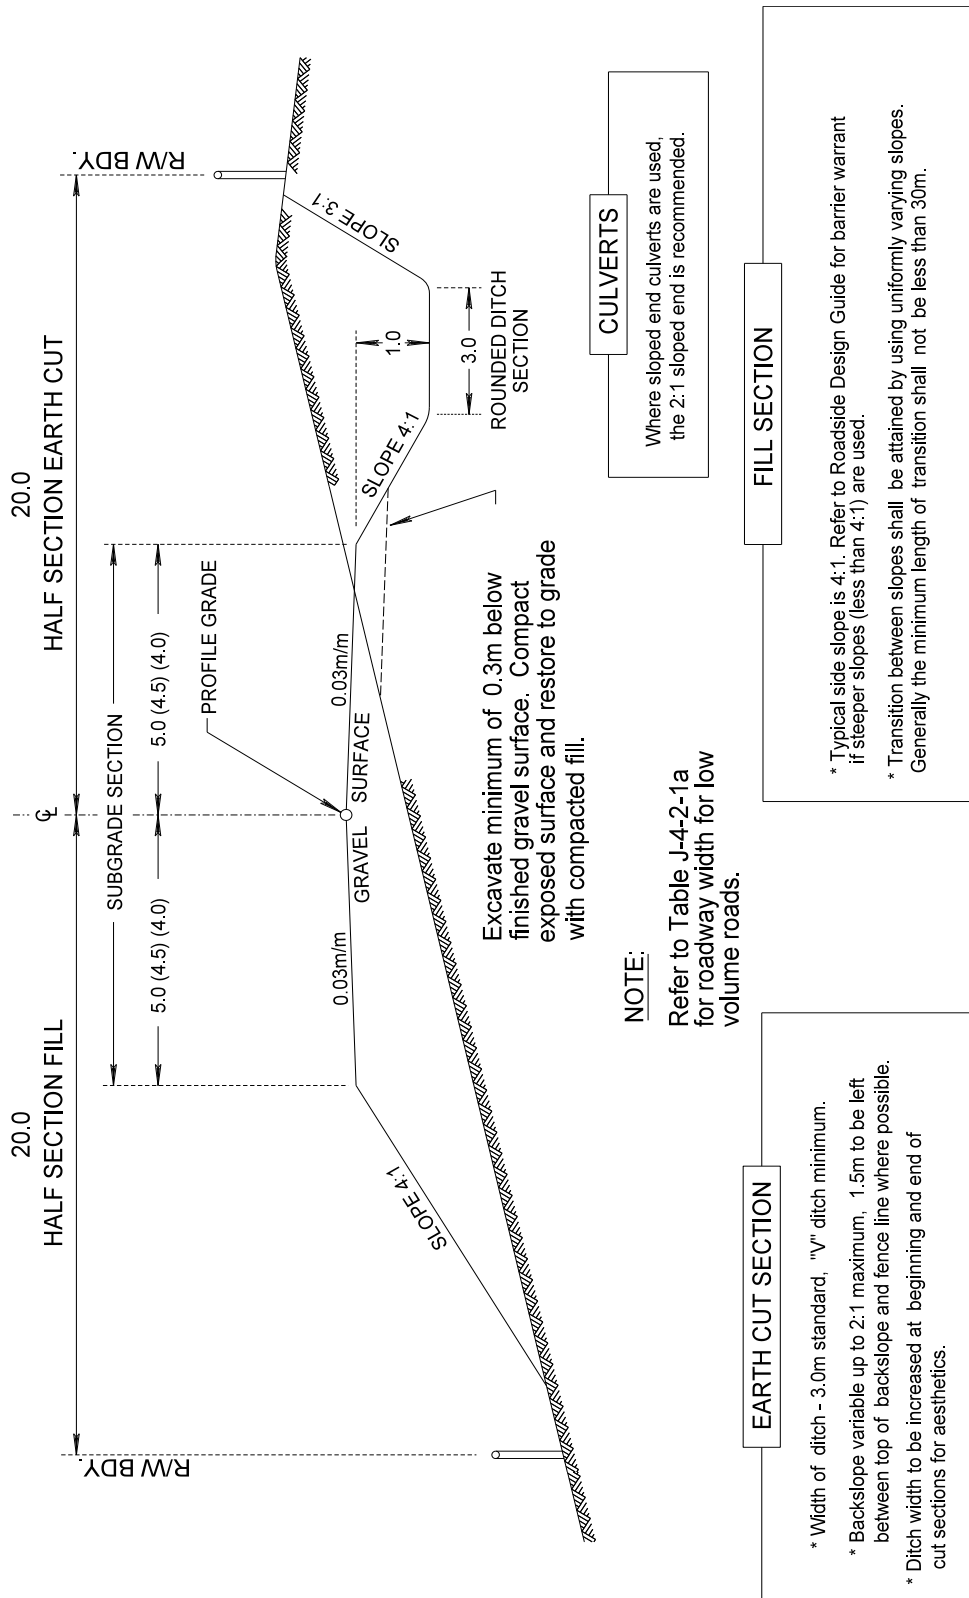 20.0
HALF SECTION FILL
20.0
HALF SECTION EARTH CUT
℄
SUBGRADE SECTION
5.0 (4.5) (4.0)
5.0 (4.5) (4.0)
PROFILE GRADE
R/W BDY.
R/W BDY.
0.03m/m
0.03m/m
GRAVEL SURFACE
SLOPE 4:1
SLOPE 4:1
SLOPE 3:1
1.0
3.0
ROUNDED DITCH
SECTION
Excavate minimum of 0.3m below
finished gravel surface. Compact
exposed surface and restore to grade
with compacted fill.
NOTE:
Refer to Table J-4-2-1a
for roadway width for low
volume roads.
CULVERTS
Where sloped end culverts are used,
the 2:1 sloped end is recommended.
EARTH CUT SECTION
* Width of ditch - 3.0m standard, "V" ditch minimum.
* Backslope variable up to 2:1 maximum, 1.5m to be left
between top of backslope and fence line where possible.
* Ditch width to be increased at beginning and end of
cut sections for aesthetics.
FILL SECTION
* Typical side slope is 4:1. Refer to Roadside Design Guide for barrier warrant
if steeper slopes (less than 4:1) are used.
* Transition between slopes shall be attained by using uniformly varying slopes.
Generally the minimum length of transition shall not be less than 30m.